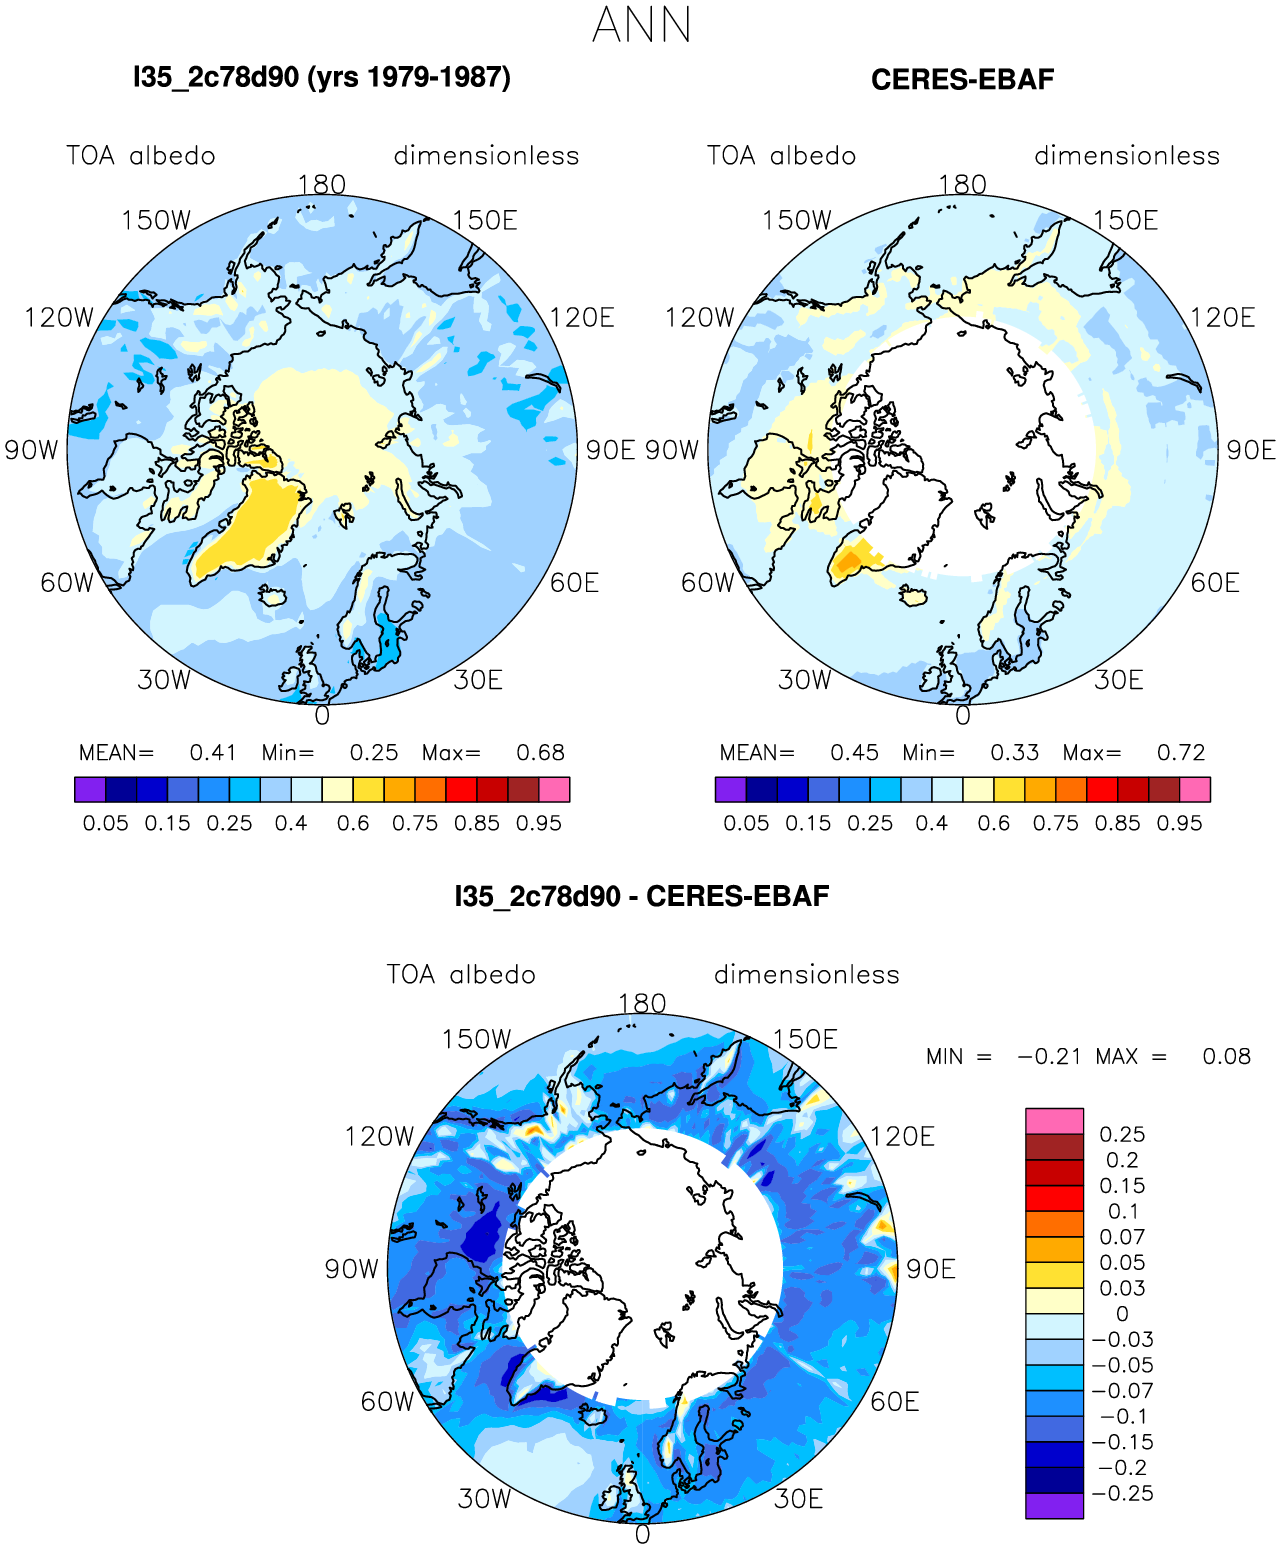 ANN
I35_2c78d90 (yrs 1979-1987)
TOA albedo dimensionless
180
150W 150E
120W 120E
90W 90E
60W 60E
30W 30E
0
MEAN= 0.41 Min= 0.25 Max= 0.68
0.05 0.15 0.25 0.4 0.6 0.75 0.85 0.95
CERES-EBAF
TOA albedo dimensionless
180
150W 150E
120W 120E
90W 90E
60W 60E
30W 30E
0
MEAN= 0.45 Min= 0.33 Max= 0.72
0.05 0.15 0.25 0.4 0.6 0.75 0.85 0.95
I35_2c78d90 - CERES-EBAF
TOA albedo dimensionless
180
150W 150E
120W 120E
90W 90E
60W 60E
30W 30E
0
MIN = -0.21 MAX = 0.08
0.25
0.2
0.15
0.1
0.07
0.05
0.03
0
-0.03
-0.05
-0.07
-0.1
-0.15
-0.2
-0.25